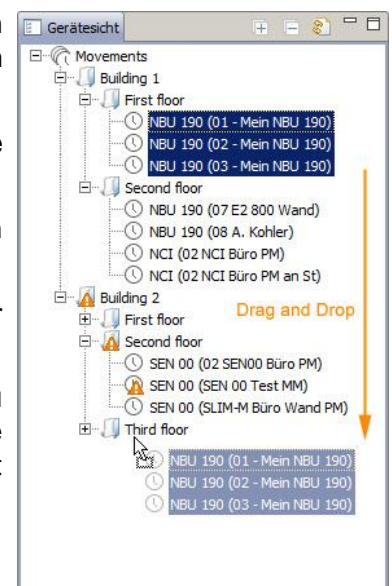 Gerätesicht
Movements
Building 1
First floor
NBU 190 (01 - Mein NBU 190)
NBU 190 (02 - Mein NBU 190)
NBU 190 (03 - Mein NBU 190)
Second floor
NBU 190 (07 E2 800 Wand)
NBU 190 (08 A. Kohler)
NCI (02 NCI Büro PM)
NCI (02 NCI Büro PM an St)
Building 2
Drag and Drop
First floor
Second floor
SEN 00 (02 SEN00 Büro PM)
SEN 00 (SEN 00 Test MM)
SEN 00 (SLIM-M Büro Wand PM)
Third floor
NBU 190 (01 - Mein NBU 190)
NBU 190 (02 - Mein NBU 190)
NBU 190 (03 - Mein NBU 190)